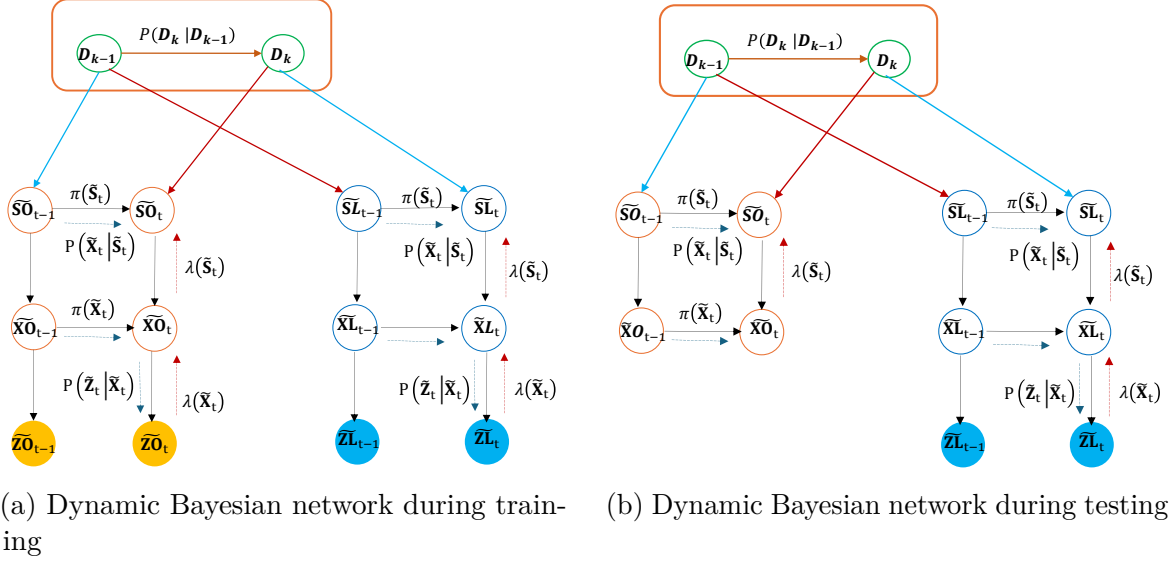 P(D_k |D_{k-1})
D_{k-1}
D_k
π(S̃_t)
S̃O_{t-1}
S̃O_t
P(X̃_t|S̃_t)
λ(S̃_t)
π(X̃_t)
X̃O_{t-1}
X̃O_t
P(Z̃_t|X̃_t)
λ(X̃_t)
Z̃O_{t-1}
Z̃O_t
π(S̃_t)
S̃L_{t-1}
S̃L_t
P(X̃_t|S̃_t)
λ(S̃_t)
X̃L_{t-1}
X̃L_t
P(Z̃_t|X̃_t)
λ(X̃_t)
Z̃L_{t-1}
Z̃L_t
(a) Dynamic Bayesian network during train-
ing
P(D_k |D_{k-1})
D_{k-1}
D_k
π(S̃_t)
S̃O_{t-1}
S̃O_t
P(X̃_t|S̃_t)
λ(S̃_t)
π(X̃_t)
X̃O_{t-1}
X̃O_t
π(S̃_t)
S̃L_{t-1}
S̃L_t
P(X̃_t|S̃_t)
λ(S̃_t)
X̃L_{t-1}
X̃L_t
P(Z̃_t|X̃_t)
λ(X̃_t)
Z̃L_{t-1}
Z̃L_t
(b) Dynamic Bayesian network during testing